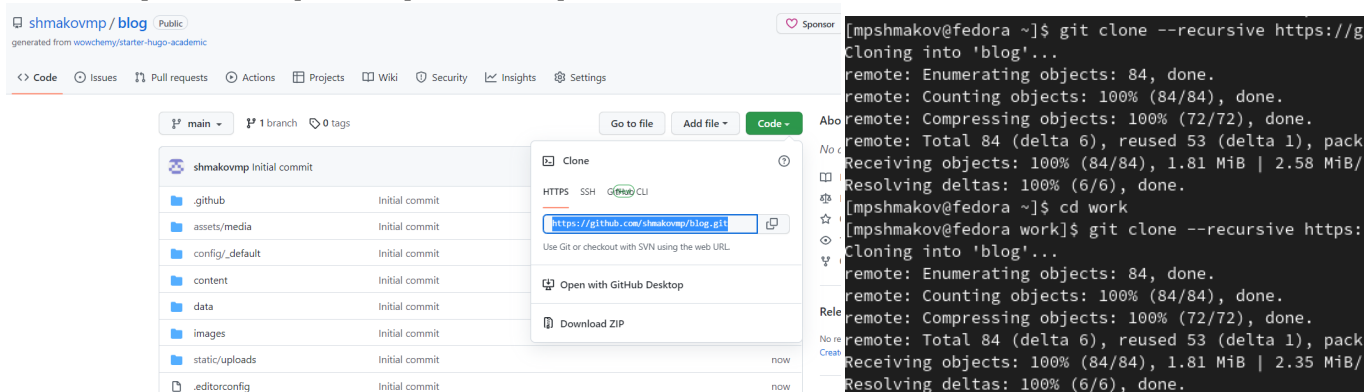 shmakovmp / blog Public
Sponsor
generated from wowchemy/starter-hugo-academic
Code Issues Pull requests Actions Projects Wiki Security Insights Settings
main 1 branch 0 tags Go to file Add file Code
shmakovmp Initial commit
.github Initial commit
assets/media Initial commit
config/_default Initial commit
content Initial commit
data Initial commit
images Initial commit
static/uploads Initial commit now
.editorconfig Initial commit now
Clone
HTTPS SSH GitHub CLI
https://github.com/shmakovmp/blog.git
Use Git or checkout with SVN using the web URL.
Open with GitHub Desktop
Download ZIP
Abo
No
Rele
No re
Creat
[mpshmakov@fedora ~]$ git clone --recursive https://g
Cloning into 'blog'...
remote: Enumerating objects: 84, done.
remote: Counting objects: 100% (84/84), done.
remote: Compressing objects: 100% (72/72), done.
remote: Total 84 (delta 6), reused 53 (delta 1), pack
Receiving objects: 100% (84/84), 1.81 MiB | 2.58 MiB/
Resolving deltas: 100% (6/6), done.
[mpshmakov@fedora ~]$ cd work
[mpshmakov@fedora work]$ git clone --recursive https:
Cloning into 'blog'...
remote: Enumerating objects: 84, done.
remote: Counting objects: 100% (84/84), done.
remote: Compressing objects: 100% (72/72), done.
remote: Total 84 (delta 6), reused 53 (delta 1), pack
Receiving objects: 100% (84/84), 1.81 MiB | 2.35 MiB/
Resolving deltas: 100% (6/6), done.